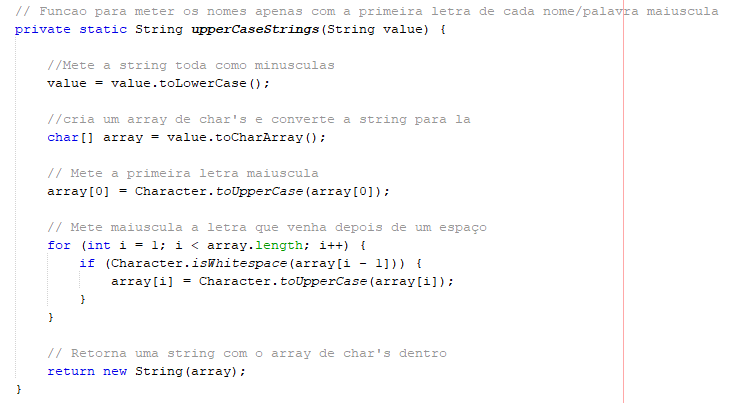 // Funcao para meter os nomes apenas com a primeira letra de cada nome/palavra maiuscula
private static String upperCaseStrings(String value) {
//Mete a string toda como minusculas
value = value.toLowerCase();
//cria um array de char's e converte a string para la
char[] array = value.toCharArray();
// Mete a primeira letra maiuscula
array[0] = Character.toUpperCase(array[0]);
// Mete maiuscula a letra que venha depois de um espaço
for (int i = 1; i < array.length; i++) {
if (Character.isWhitespace(array[i - 1])) {
array[i] = Character.toUpperCase(array[i]);
}
}
// Retorna uma string com o array de char's dentro
return new String(array);
}